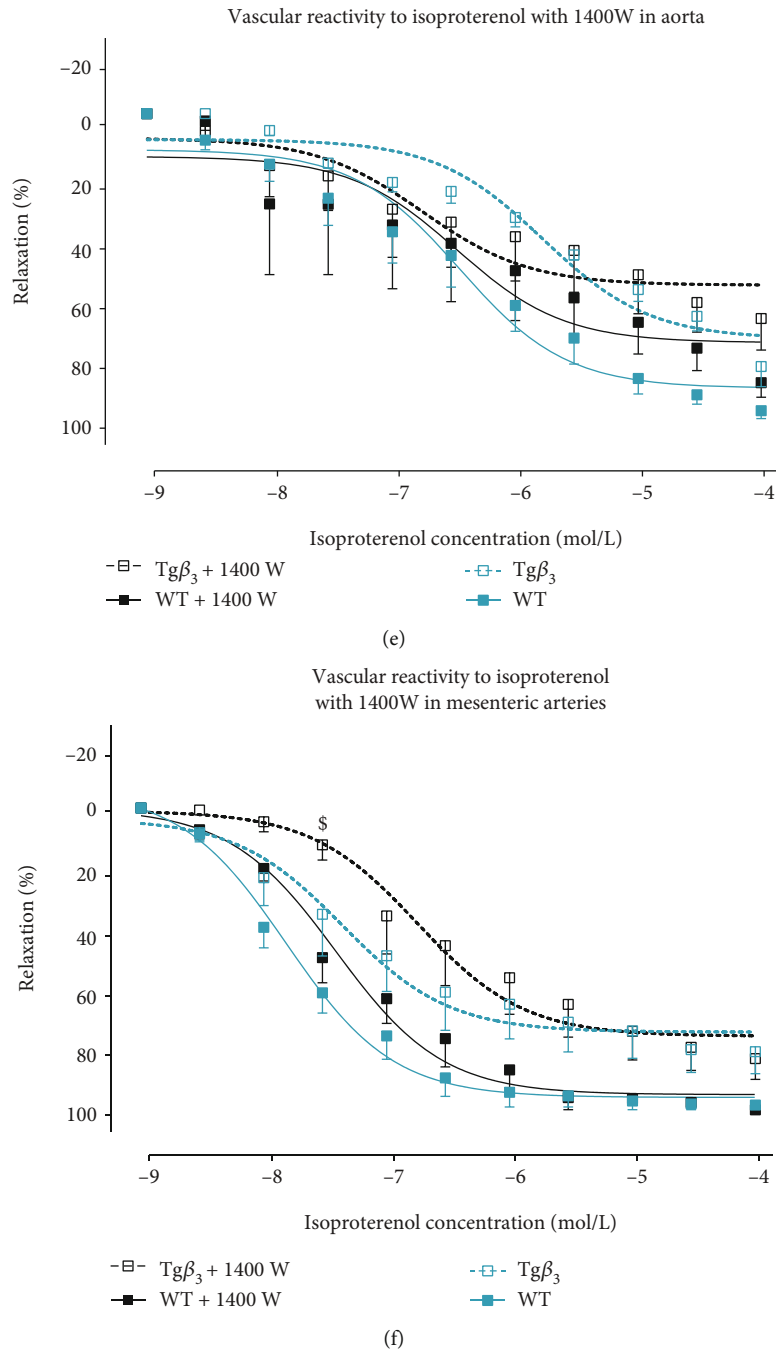 Vascular reactivity to isoproterenol with 1400W in aorta
−20
0
20
40
60
80
100
Relaxation (%)
−9 −8 −7 −6 −5 −4
Isoproterenol concentration (mol/L)
Tgβ3 + 1400 W Tgβ3
WT + 1400 W WT
(e)
Vascular reactivity to isoproterenol
with 1400W in mesenteric arteries
−20
0
20
40
60
80
100
Relaxation (%)
$
−9 −8 −7 −6 −5 −4
Isoproterenol concentration (mol/L)
Tgβ3 + 1400 W Tgβ3
WT + 1400 W WT
(f)